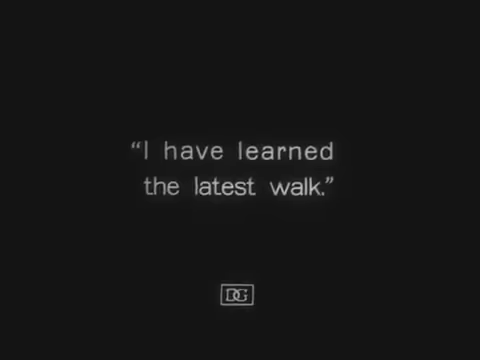 “I have learned
the latest walk.”
DG